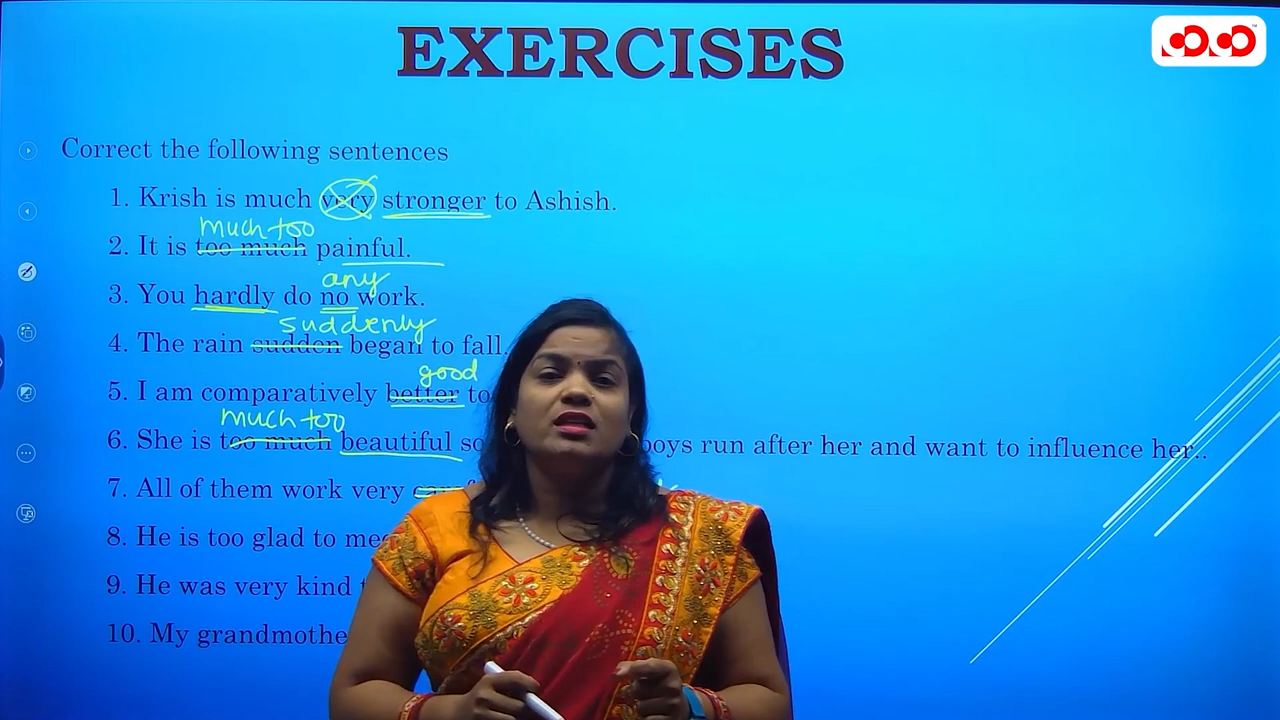 EXERCISES
Correct the following sentences
1. Krish is much very stronger to Ashish.
much too
2. It is too much painful.
any
3. You hardly do no work.
suddenly
4. The rain sudden began to fall.
good
5. I am comparatively better to
much too
6. She is too much beautiful so boys run after her and want to influence her..
7. All of them work very
8. He is too glad to
9. He was very kind
10. My